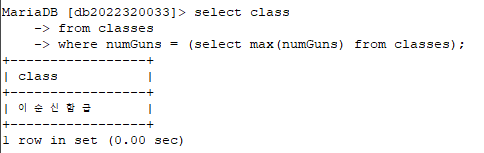 MariaDB [db2022320033]> select class
    -> from classes
    -> where numGuns = (select max(numGuns) from classes);
+-----------------+
| class           |
+-----------------+
| 이 순 신 함 급       |
+-----------------+
1 row in set (0.00 sec)